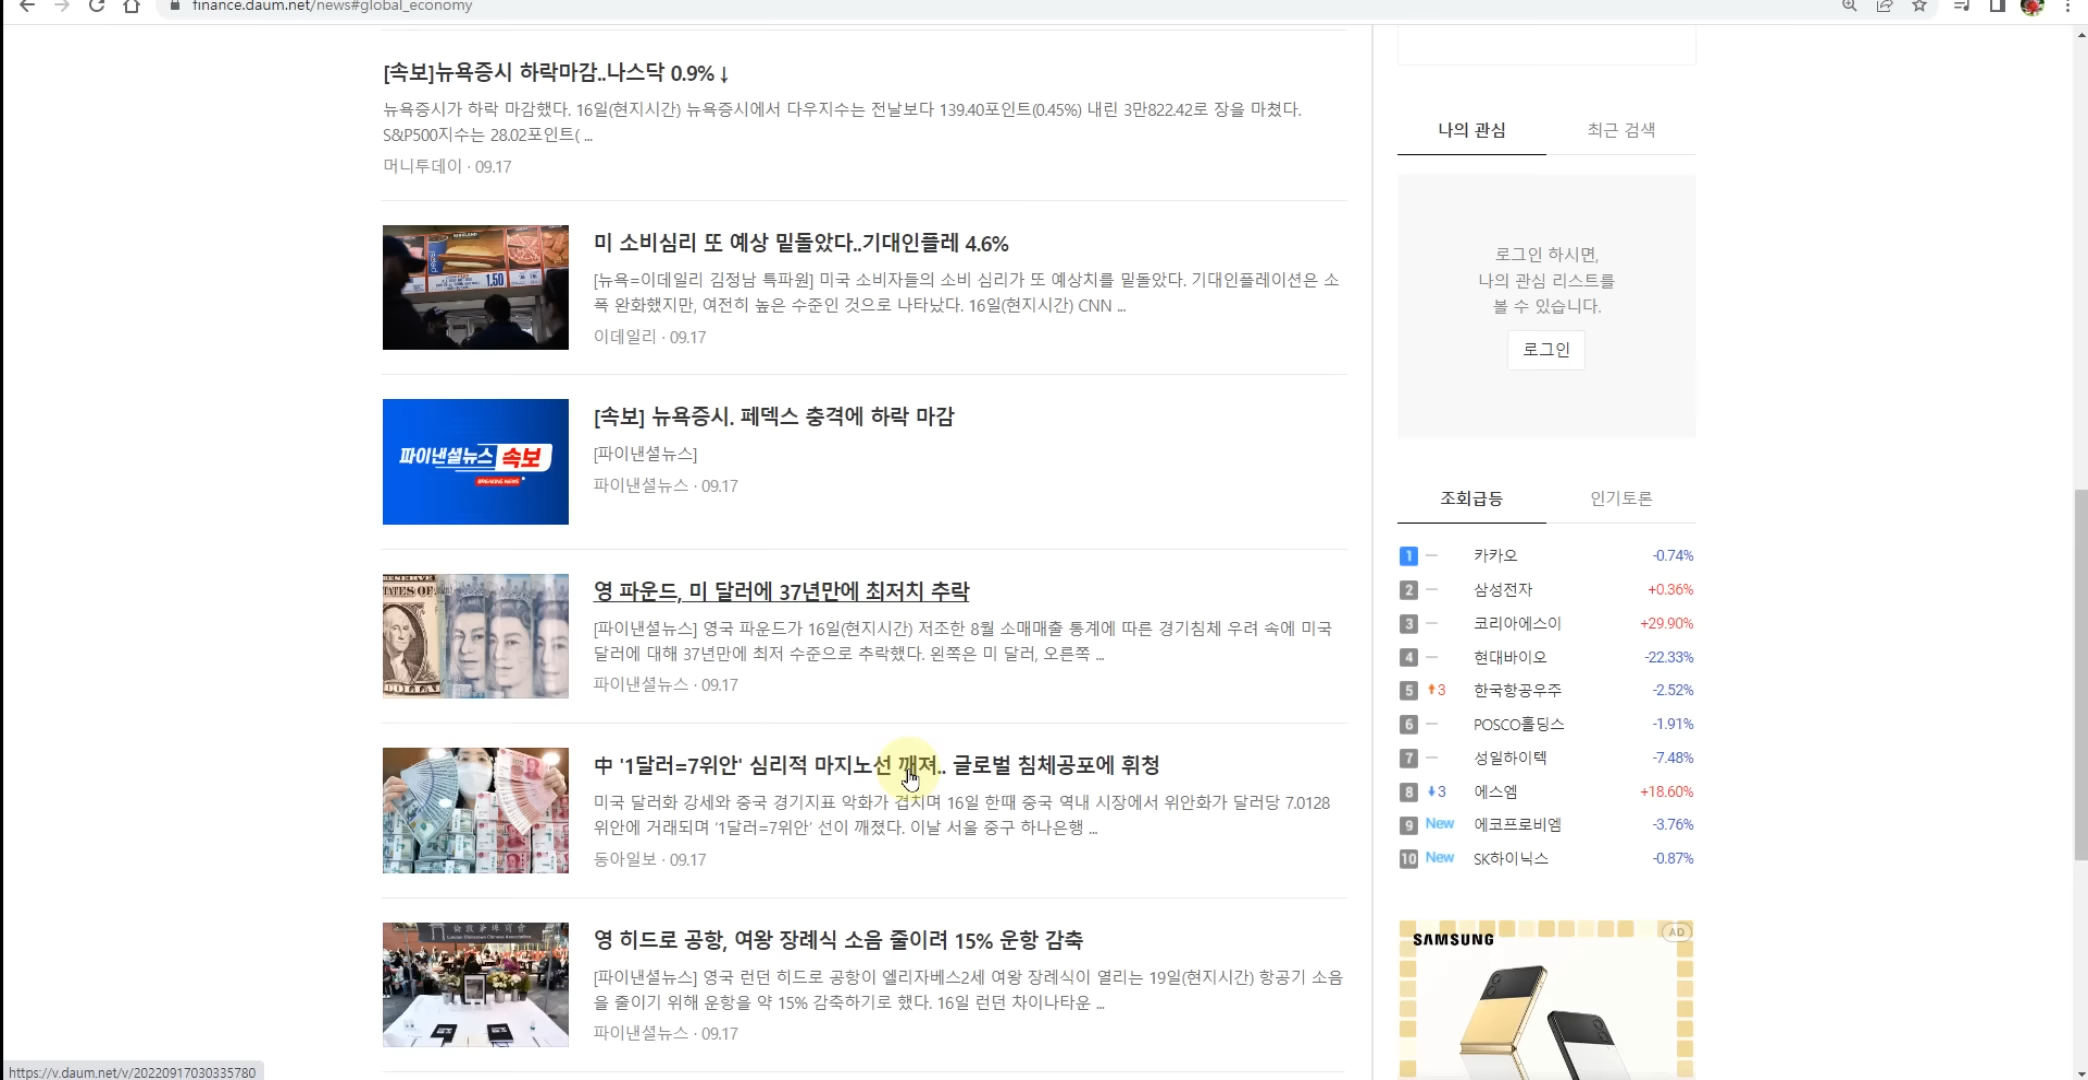 finance.daum.net/news#global_economy
[속보]뉴욕증시 하락마감..나스닥 0.9%↓
뉴욕증시가 하락 마감했다. 16일(현지시간) 뉴욕증시에서 다우지수는 전날보다 139.40포인트(0.45%) 내린 3만822.42로 장을 마쳤다.
S&P500지수는 28.02포인트( ...
머니투데이 · 09.17
1.50
미 소비심리 또 예상 밑돌았다..기대인플레 4.6%
[뉴욕=이데일리 김정남 특파원] 미국 소비자들의 소비 심리가 또 예상치를 밑돌았다. 기대인플레이션은 소
폭 완화했지만, 여전히 높은 수준인 것으로 나타났다. 16일(현지시간) CNN ...
이데일리 · 09.17
파이낸셜뉴스 속보
BREAKING NEWS
[속보] 뉴욕증시. 페덱스 충격에 하락 마감
[파이낸셜뉴스]
파이낸셜뉴스 · 09.17
영 파운드, 미 달러에 37년만에 최저치 추락
[파이낸셜뉴스] 영국 파운드가 16일(현지시간) 저조한 8월 소매매출 통계에 따른 경기침체 우려 속에 미국
달러에 대해 37년만에 최저 수준으로 추락했다. 왼쪽은 미 달러, 오른쪽 ...
파이낸셜뉴스 · 09.17
中 '1달러=7위안' 심리적 마지노선 깨져.. 글로벌 침체공포에 휘청
미국 달러화 강세와 중국 경기지표 악화가 겹치며 16일 한때 중국 역내 시장에서 위안화가 달러당 7.0128
위안에 거래되며 '1달러=7위안' 선이 깨졌다. 이날 서울 중구 하나은행 ...
동아일보 · 09.17
영 히드로 공항, 여왕 장례식 소음 줄이려 15% 운항 감축
[파이낸셜뉴스] 영국 런던 히드로 공항이 엘리자베스2세 여왕 장례식이 열리는 19일(현지시간) 항공기 소음
을 줄이기 위해 운항을 약 15% 감축하기로 했다. 16일 런던 차이나타운 ...
파이낸셜뉴스 · 09.17
나의 관심 최근 검색
로그인 하시면,
나의 관심 리스트를
볼 수 있습니다.
로그인
조회급등 인기토론
1 — 카카오 -0.74%
2 — 삼성전자 +0.36%
3 — 코리아에스이 +29.90%
4 — 현대바이오 -22.33%
5 ↑3 한국항공우주 -2.52%
6 — POSCO홀딩스 -1.91%
7 — 성일하이텍 -7.48%
8 ↓3 에스엠 +18.60%
9 New 에코프로비엠 -3.76%
10 New SK하이닉스 -0.87%
SAMSUNG
AD
https://v.daum.net/v/20220917030335780